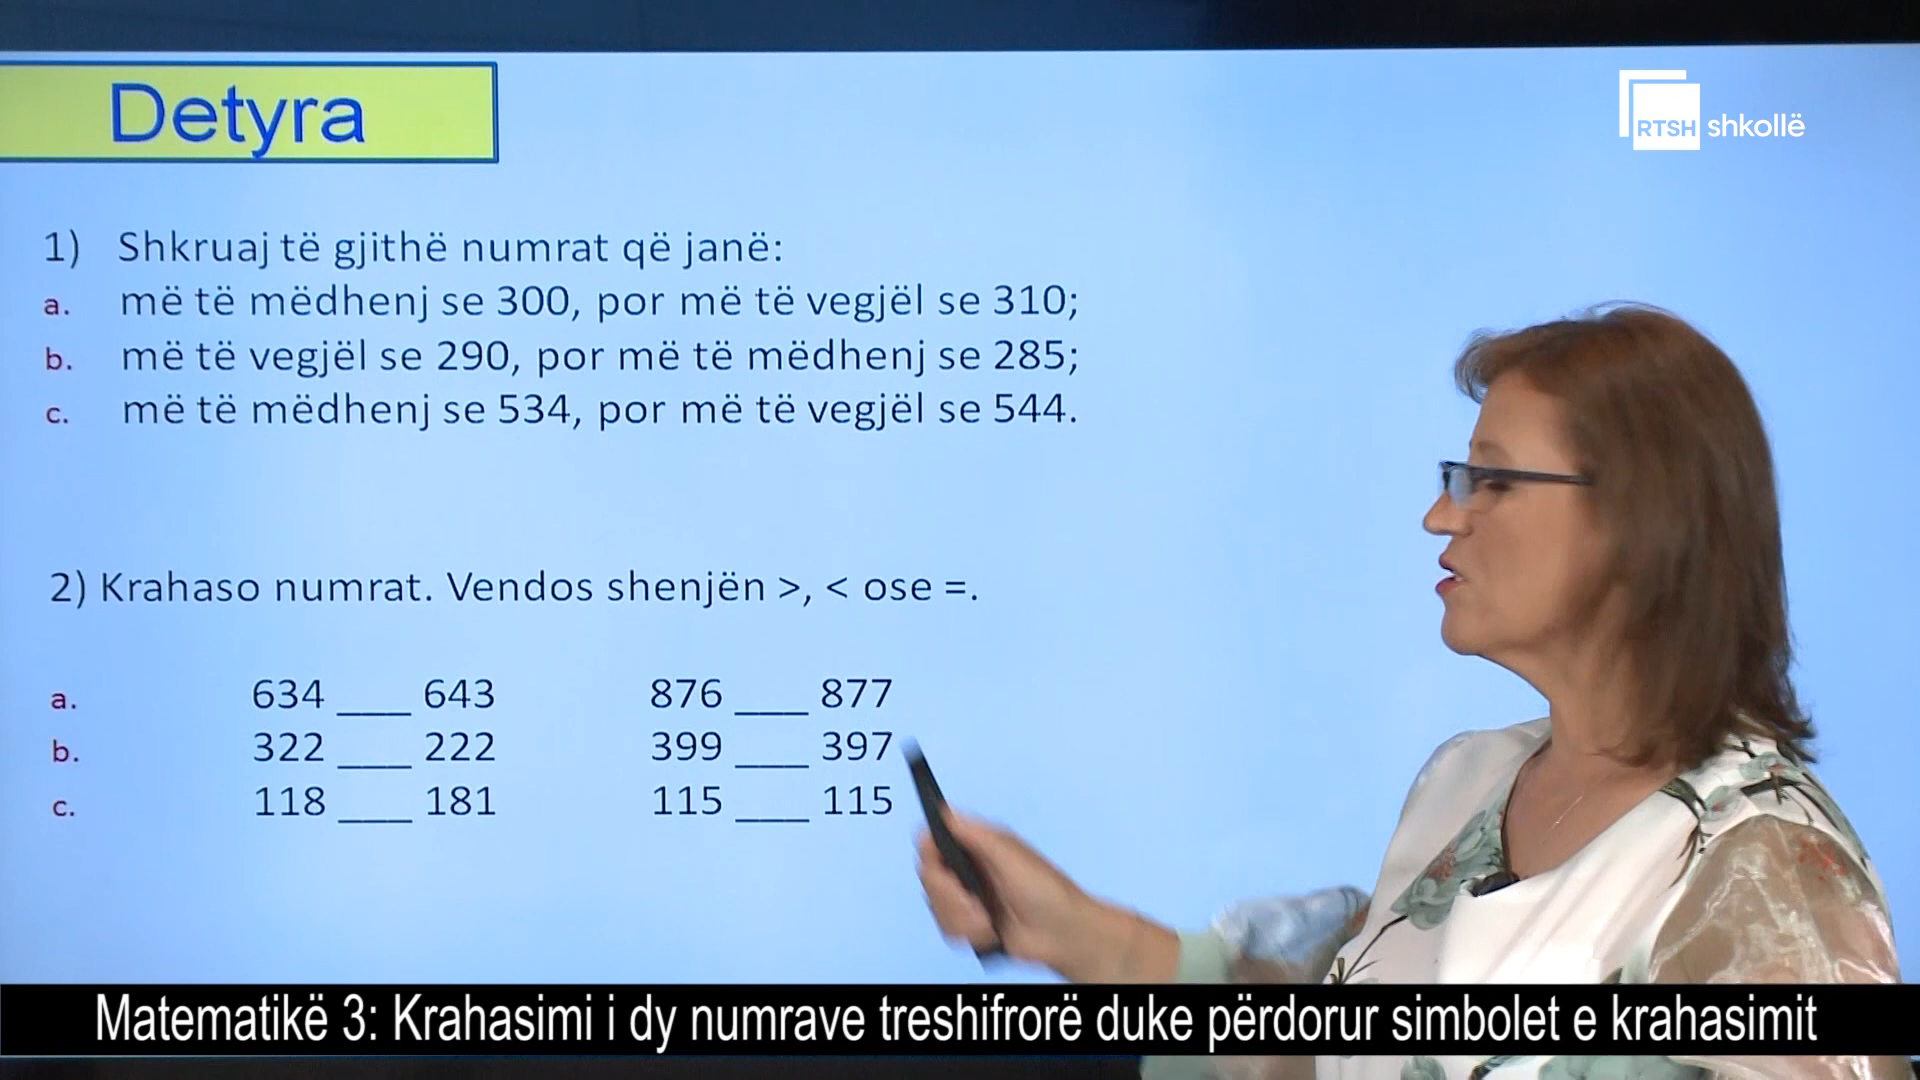 Detyra
RTSH shkollë
1) Shkruaj të gjithë numrat që janë:
a. më të mëdhenj se 300, por më të vegjël se 310;
b. më të vegjël se 290, por më të mëdhenj se 285;
c. më të mëdhenj se 534, por më të vegjël se 544.
2) Krahaso numrat. Vendos shenjën >, < ose =.
a. 634 ___ 643 876 ___ 877
b. 322 ___ 222 399 ___ 397
c. 118 ___ 181 115 ___ 115
Matematikë 3: Krahasimi i dy numrave treshifrorë duke përdorur simbolet e krahasimit